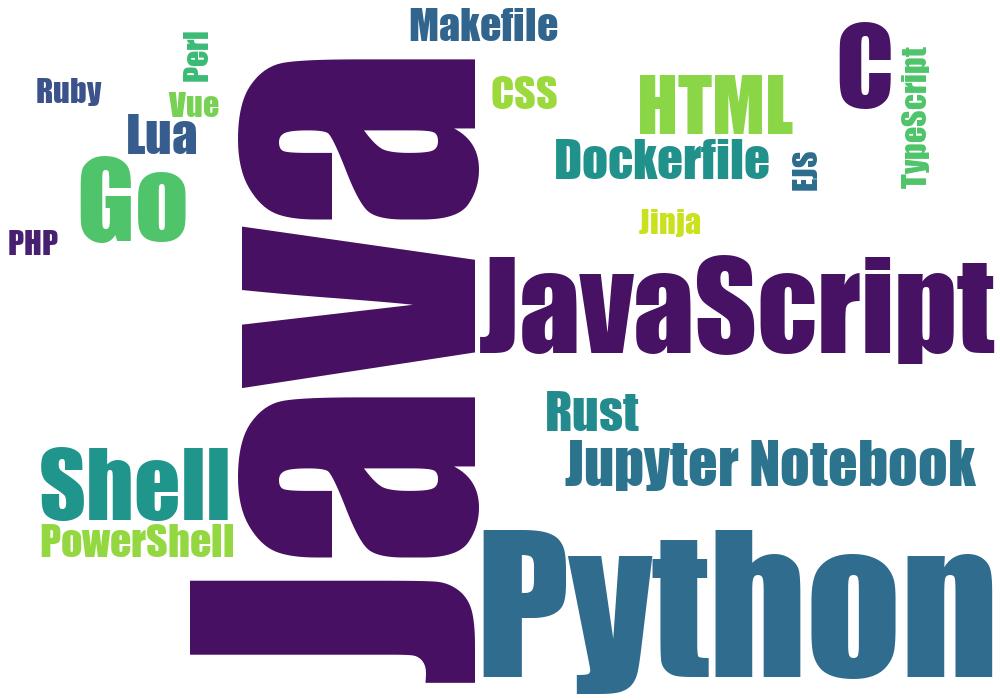 Makefile
Perl
Ruby
Vue
Lua
Go
PHP
Java
CSS
HTML
C
TypeScript
Dockerfile
EJS
Jinja
JavaScript
Rust
Jupyter Notebook
Shell
PowerShell
Python